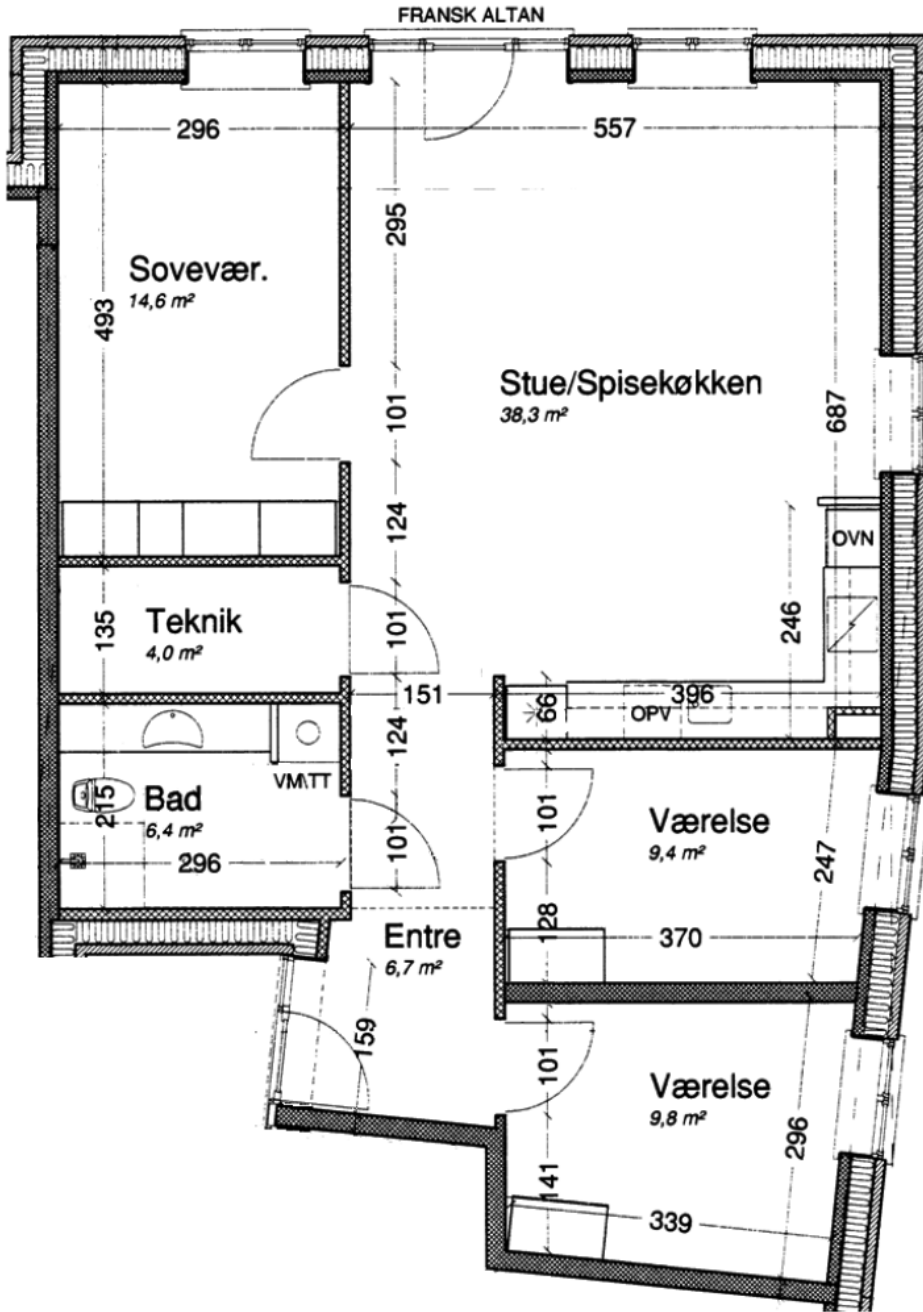 FRANSK ALTAN
296
557
295
Sovevær.
14,6 m²
493
Stue/Spisekøkken
38,3 m²
101
687
124
OVN
Teknik
4,0 m²
135
101
246
151
66
396
OPV
124
VM\TT
Bad
6,4 m²
215
101
Værelse
9,4 m²
101
247
296
Entre
6,7 m²
128
370
159
101
Værelse
9,8 m²
296
141
339